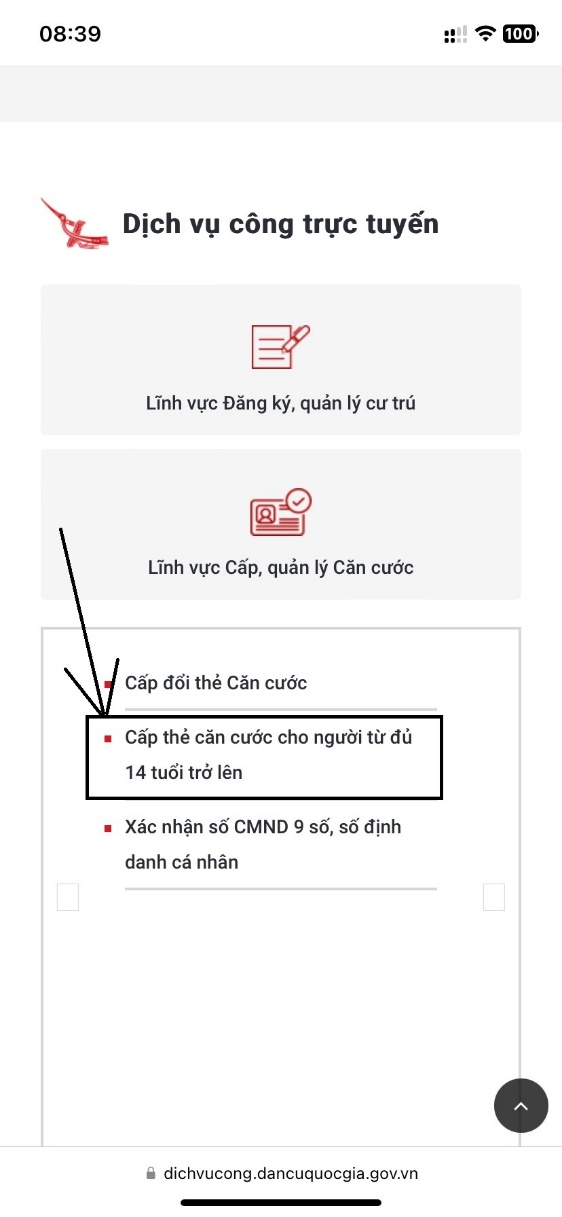 08:39
100
Dịch vụ công trực tuyến
Lĩnh vực Đăng ký, quản lý cư trú
Lĩnh vực Cấp, quản lý Căn cước
Cấp đổi thẻ Căn cước
Cấp thẻ căn cước cho người từ đủ
14 tuổi trở lên
Xác nhận số CMND 9 số, số định
danh cá nhân
dichvucong.dancuquocgia.gov.vn